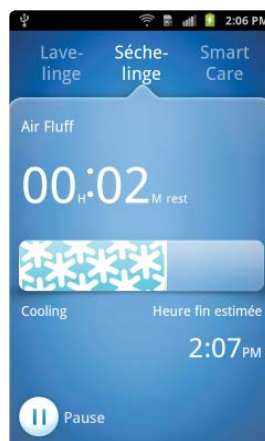 2:06 PM
Lave-linge
Séche-linge
Smart Care
Air Fluff
00H:02M rest
Cooling
Heure fin estimée
2:07PM
Pause